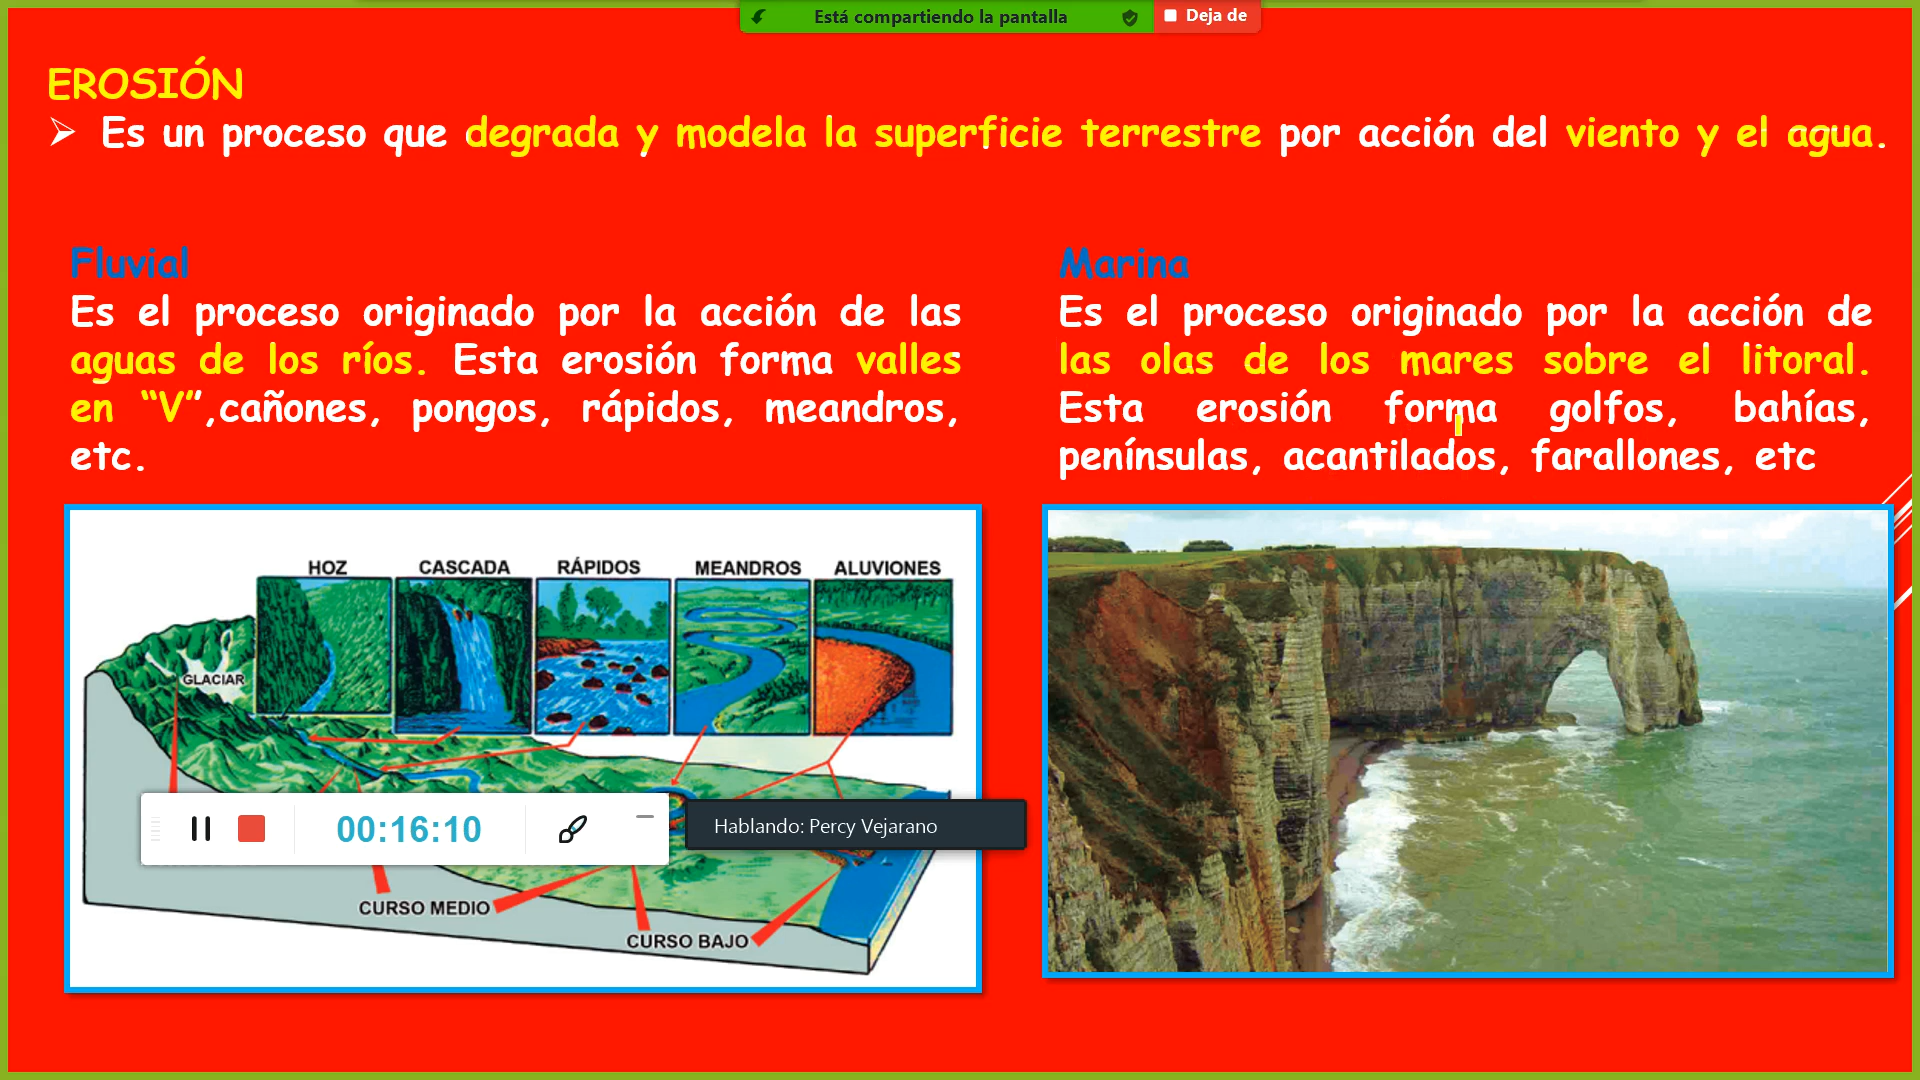 Está compartiendo la pantalla
Deja de
EROSIÓN
➢ Es un proceso que degrada y modela la superficie terrestre por acción del viento y el agua.
Fluvial
Es el proceso originado por la acción de las
aguas de los ríos. Esta erosión forma valles
en “V”,cañones, pongos, rápidos, meandros,
etc.
Marina
Es el proceso originado por la acción de
las olas de los mares sobre el litoral.
Esta erosión forma golfos, bahías,
penínsulas, acantilados, farallones, etc
HOZ
CASCADA
RÁPIDOS
MEANDROS
ALUVIONES
GLACIAR
00:16:10
Hablando: Percy Vejarano
CURSO MEDIO
CURSO BAJO